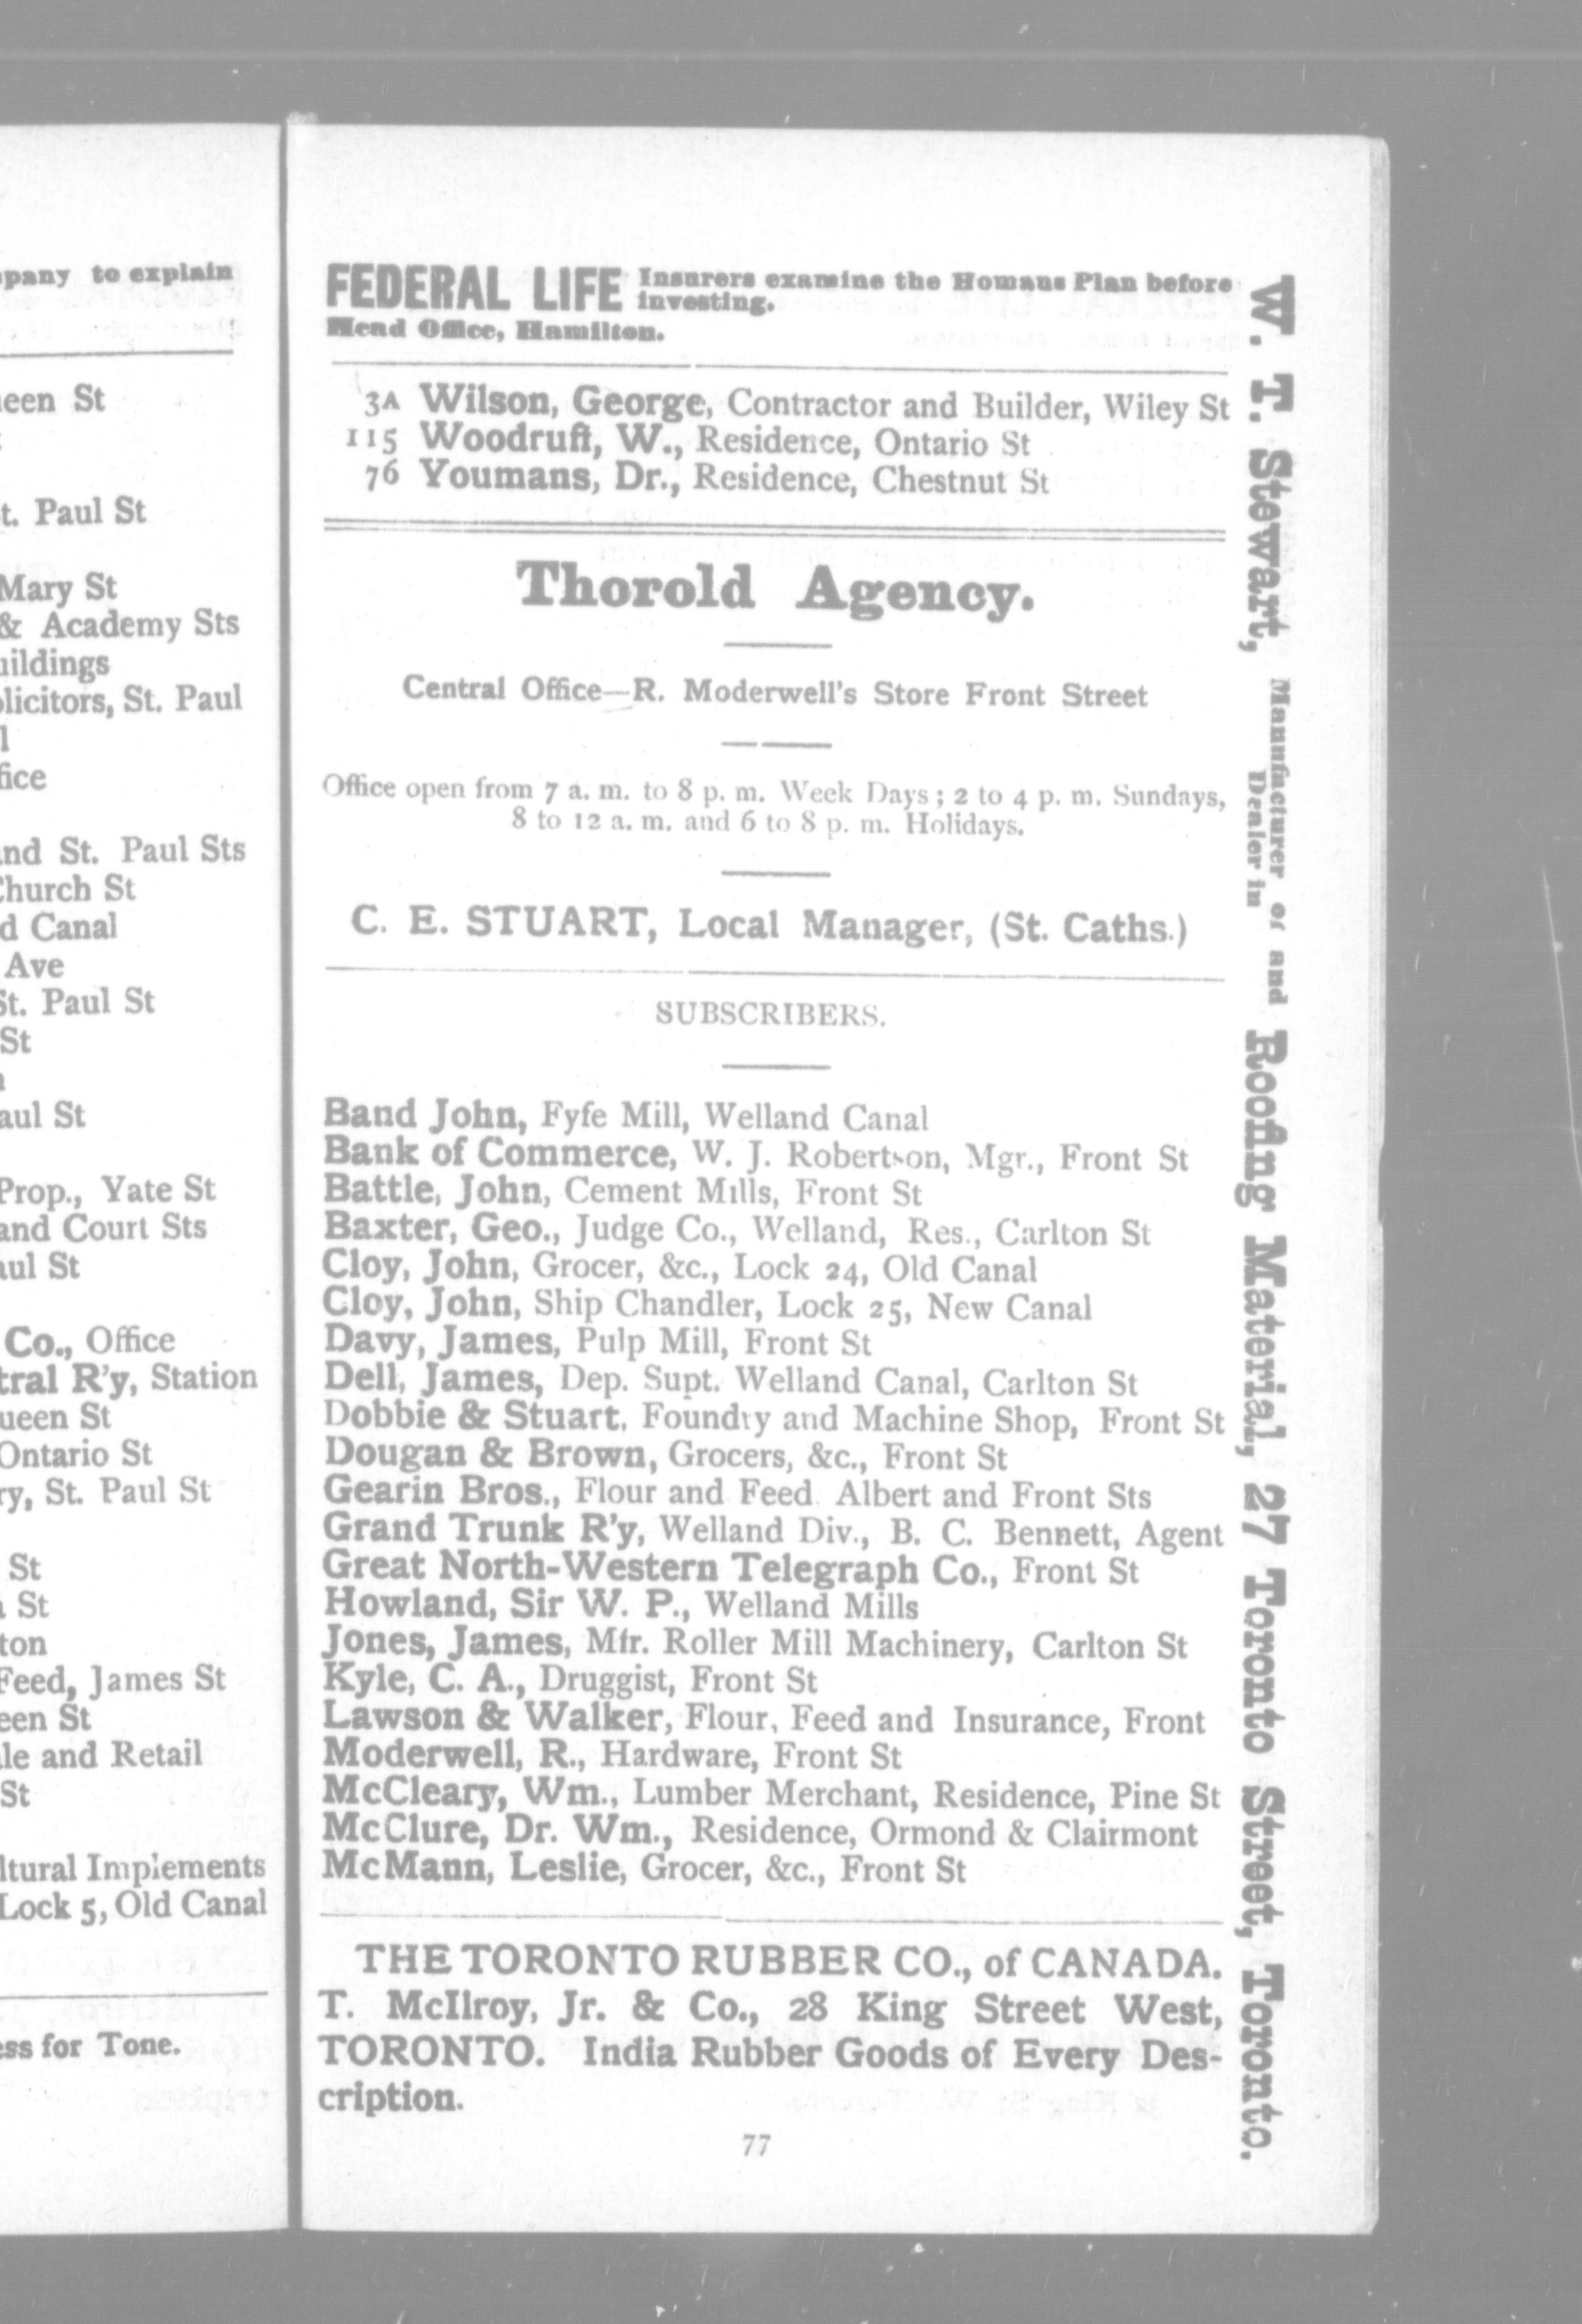 mpany to explain
ueen St
t. Paul St
Mary St
& Academy Sts
uildings
olicitors, St. Paul
l
fice
and St. Paul Sts
Church St
d Canal
Ave
St. Paul St
St
aul St
Prop., Yate St
and Court Sts
aul St
Co., Office
tral R'y, Station
ueen St
Ontario St
ry, St. Paul St
St
St
ton
Feed, James St
een St
le and Retail
St
ltural Implements
Lock 5, Old Canal
ess for Tone.
FEDERAL LIFE Insurers examine the Homans Plan before
investing.
Head Office, Hamilton.
3A Wilson, George, Contractor and Builder, Wiley St
115 Woodruff, W., Residence, Ontario St
76 Youmans, Dr., Residence, Chestnut St
Thorold Agency.
Central Office—R. Moderwell's Store Front Street
Office open from 7 a. m. to 8 p. m. Week Days; 2 to 4 p. m. Sundays,
8 to 12 a. m. and 6 to 8 p. m. Holidays.
C. E. STUART, Local Manager, (St. Caths.)
SUBSCRIBERS.
Band John, Fyfe Mill, Welland Canal
Bank of Commerce, W. J. Robertson, Mgr., Front St
Battle, John, Cement Mills, Front St
Baxter, Geo., Judge Co., Welland, Res., Carlton St
Cloy, John, Grocer, &c., Lock 24, Old Canal
Cloy, John, Ship Chandler, Lock 25, New Canal
Davy, James, Pulp Mill, Front St
Dell, James, Dep. Supt. Welland Canal, Carlton St
Dobbie & Stuart, Foundry and Machine Shop, Front St
Dougan & Brown, Grocers, &c., Front St
Gearin Bros., Flour and Feed Albert and Front Sts
Grand Trunk R'y, Welland Div., B. C. Bennett, Agent
Great North-Western Telegraph Co., Front St
Howland, Sir W. P., Welland Mills
Jones, James, Mfr. Roller Mill Machinery, Carlton St
Kyle, C. A., Druggist, Front St
Lawson & Walker, Flour, Feed and Insurance, Front
Moderwell, R., Hardware, Front St
McCleary, Wm., Lumber Merchant, Residence, Pine St
McClure, Dr. Wm., Residence, Ormond & Clairmont
McMann, Leslie, Grocer, &c., Front St
THE TORONTO RUBBER CO., of CANADA.
T. McIlroy, Jr. & Co., 28 King Street West,
TORONTO. India Rubber Goods of Every Des-
cription.
77
W. T. Stewart, Manufacturer of and
Dealer in
Roofing Material, 27 Toronto Street, Toronto.